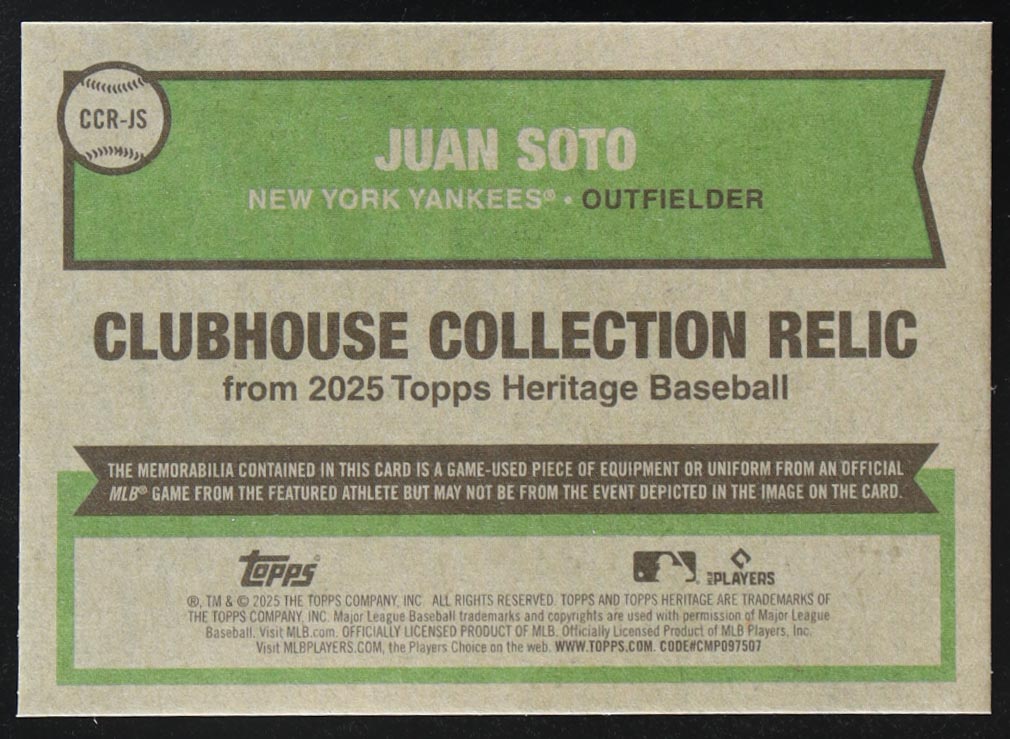 CCR-JS
JUAN SOTO
NEW YORK YANKEES® • OUTFIELDER
CLUBHOUSE COLLECTION RELIC
from 2025 Topps Heritage Baseball
THE MEMORABILIA CONTAINED IN THIS CARD IS A GAME-USED PIECE OF EQUIPMENT OR UNIFORM FROM AN OFFICIAL
MLB® GAME FROM THE FEATURED ATHLETE BUT MAY NOT BE FROM THE EVENT DEPICTED IN THE IMAGE ON THE CARD.
Topps®
MLB PLAYERS
®, TM & © 2025 THE TOPPS COMPANY, INC ALL RIGHTS RESERVED. TOPPS AND TOPPS HERITAGE ARE TRADEMARKS OF
THE TOPPS COMPANY, INC. Major League Baseball trademarks and copyrights are used with permission of Major League
Baseball. Visit MLB.com. OFFICIALLY LICENSED PRODUCT OF MLB. Officially Licensed Product of MLB Players, Inc.
Visit MLBPLAYERS.COM, the Players Choice on the web. WWW.TOPPS.COM. CODE#CMP097507